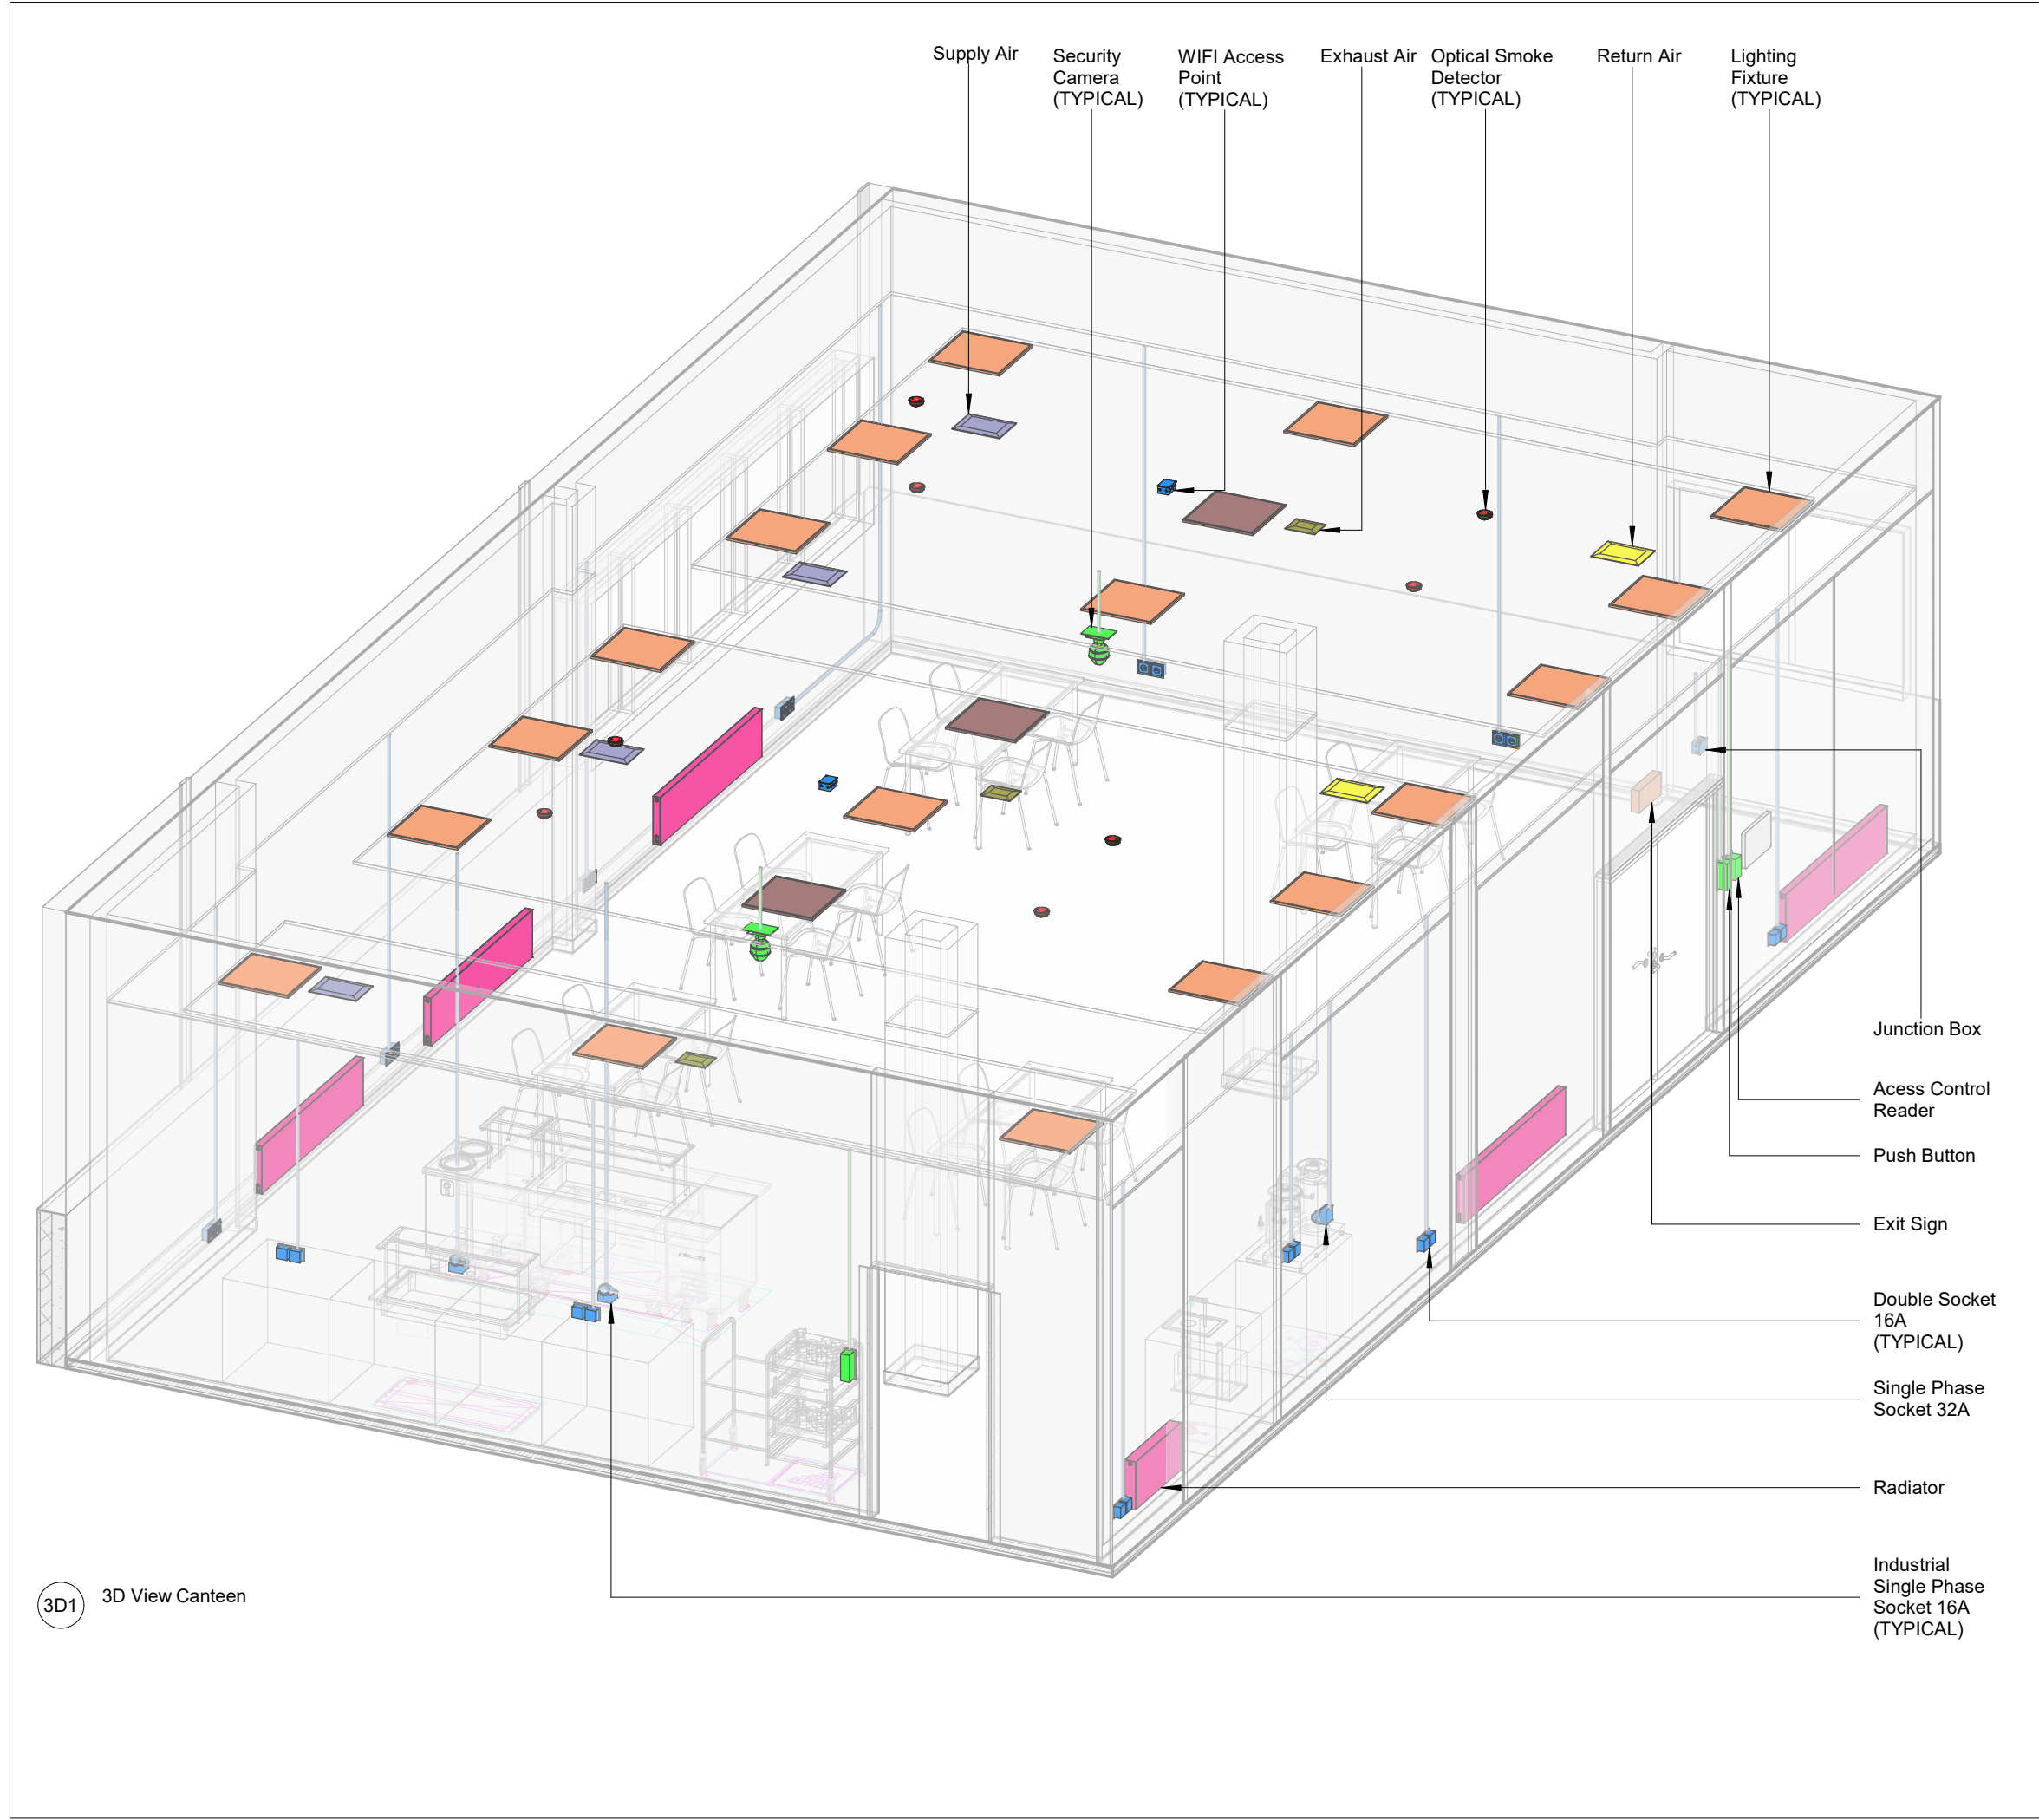 Supply Air
Security
Camera
(TYPICAL)
WIFI Access
Point
(TYPICAL)
Exhaust Air
Optical Smoke
Detector
(TYPICAL)
Return Air
Lighting
Fixture
(TYPICAL)
Junction Box
Acess Control
Reader
Push Button
Exit Sign
Double Socket
16A
(TYPICAL)
Single Phase
Socket 32A
Radiator
Industrial
Single Phase
Socket 16A
(TYPICAL)
3D1
3D View Canteen